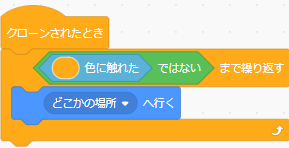 クローンされたとき
色に触れた ではない まで繰り返す
どこかの場所 へ行く